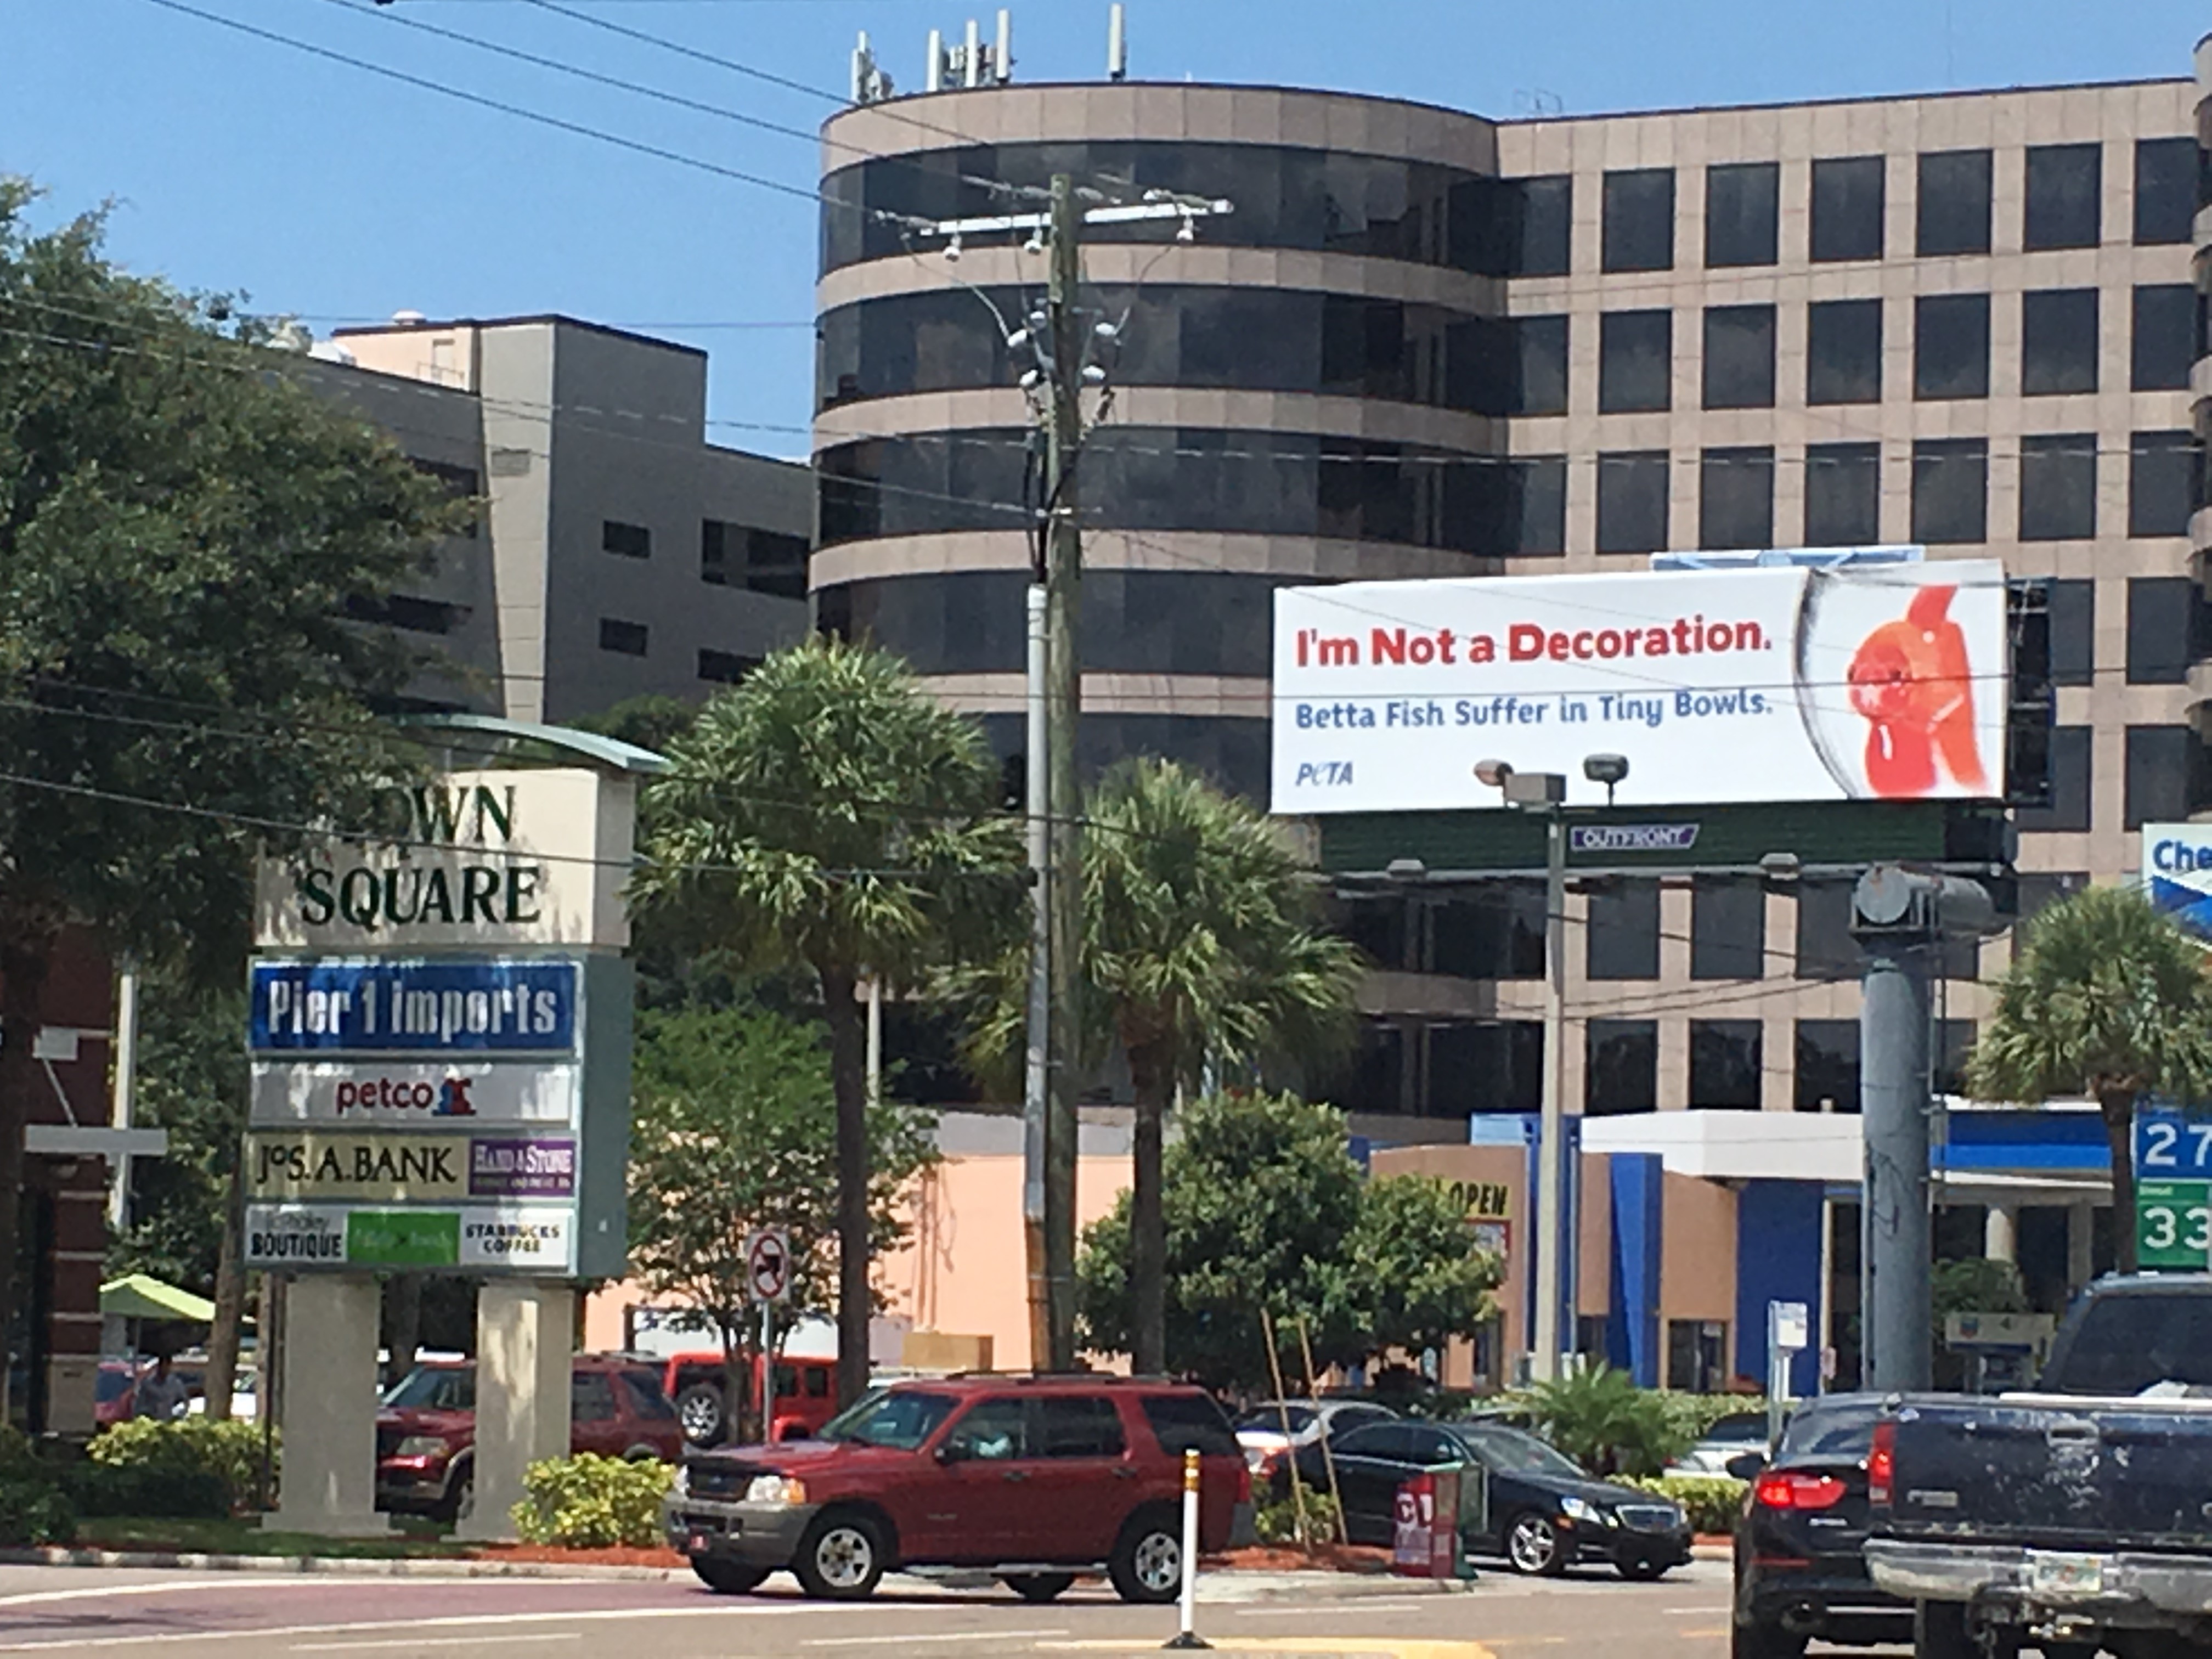 OWN
SQUARE
Pier 1 imports
petco
JOS. A. BANK
HAND & STONE
BOUTIQUE
STARBUCKS
COFFEE
I'm Not a Decoration.
Betta Fish Suffer in Tiny Bowls.
PETA
OUTFRONT
Che
OPEN
27
33